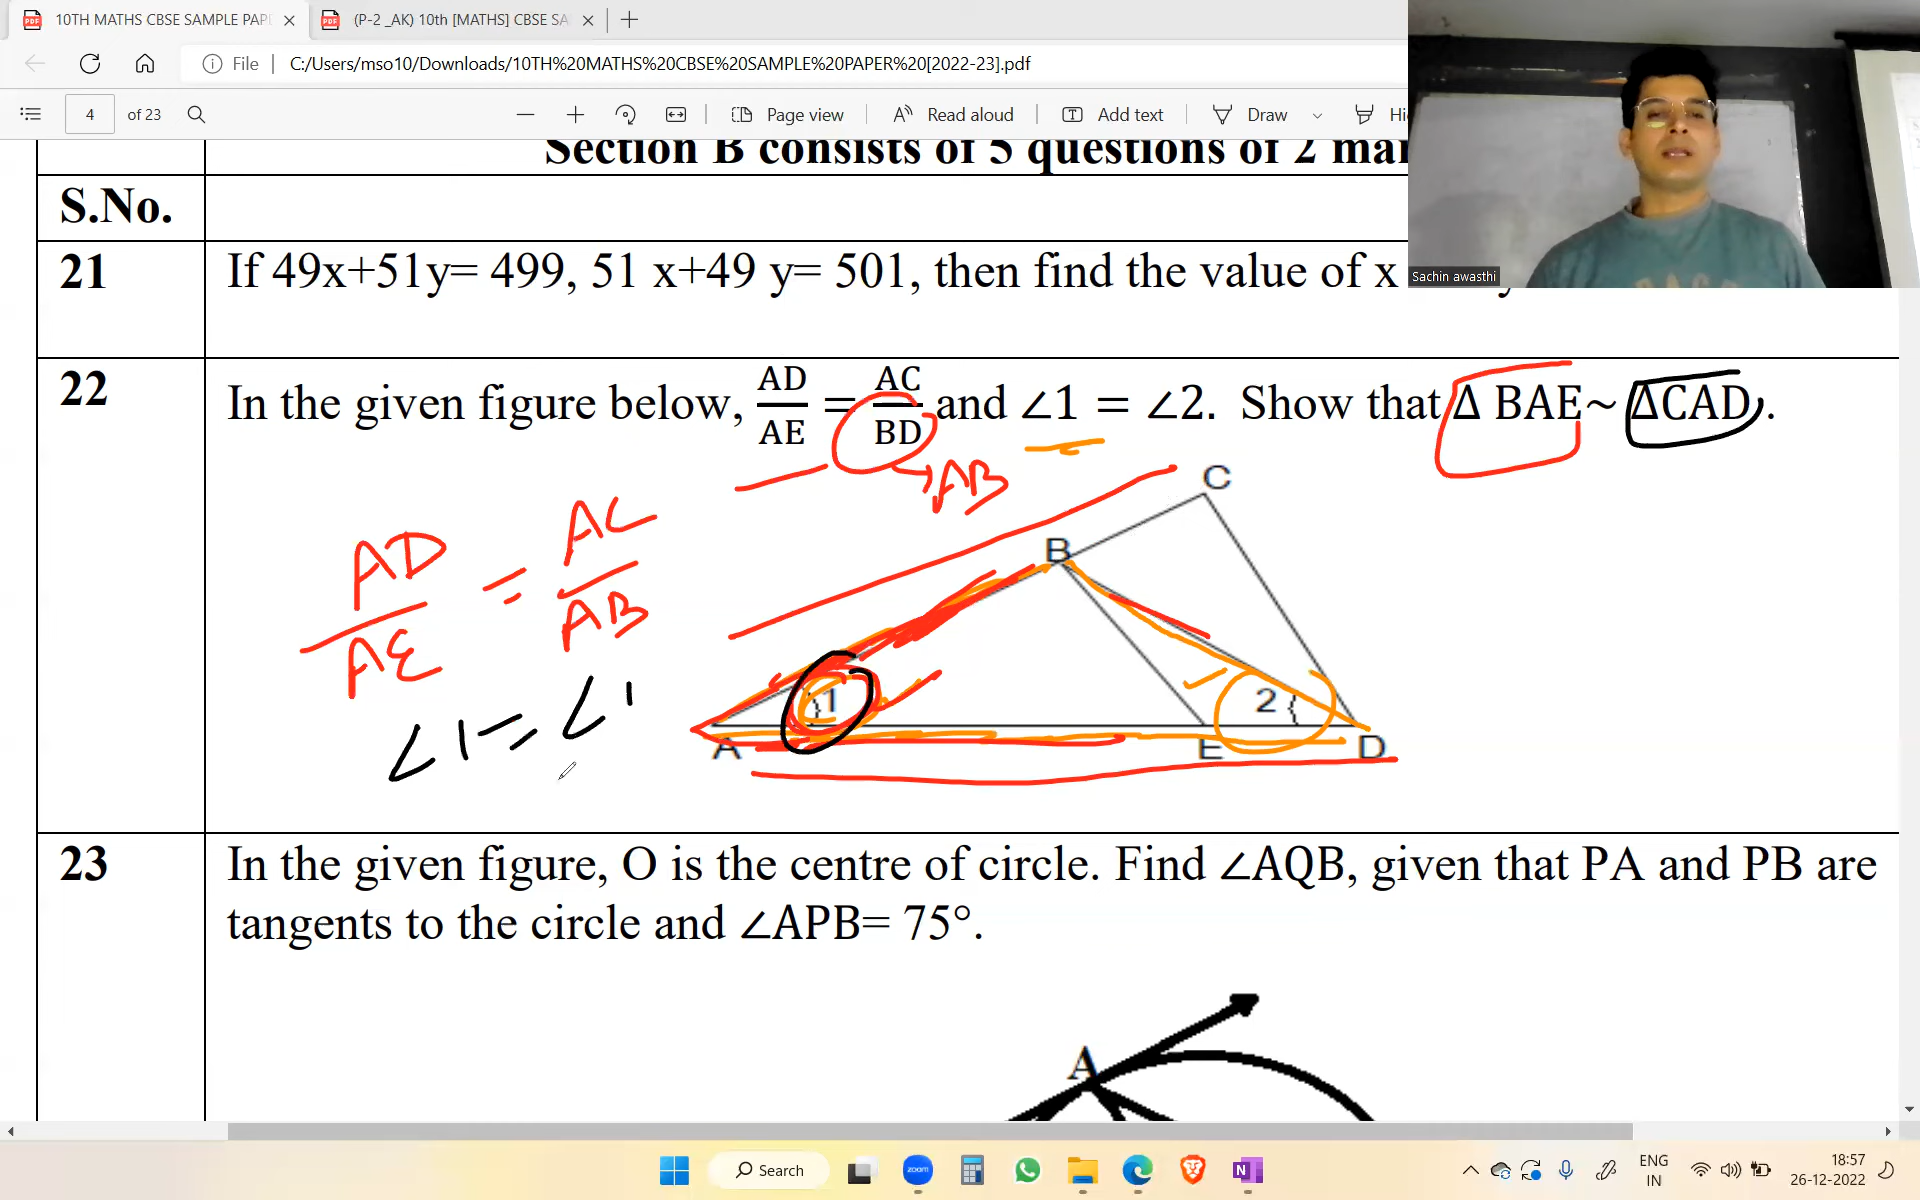 10TH MATHS CBSE SAMPLE PAP
(P-2 _AK) 10th [MATHS] CBSE SA
File
C:/Users/mso10/Downloads/10TH%20MATHS%20CBSE%20SAMPLE%20PAPER%20[2022-23].pdf
4 of 23
Page view
Read aloud
Add text
Draw
Hi
Sachin awasthi
Section B consists of 5 questions of 2 mar
S.No.
21 If 49x+51y= 499, 51 x+49 y= 501, then find the value of x
22 In the given figure below, AD/AE = AC/BD and ∠1 = ∠2. Show that Δ BAE~ ΔCAD.
AB
AD/AE = AC/AB
∠1 = ∠1
C
B
1
2
A
E
D
23 In the given figure, O is the centre of circle. Find ∠AQB, given that PA and PB are
tangents to the circle and ∠APB= 75°.
A
Search
zoom
N
ENG
IN
18:57
26-12-2022